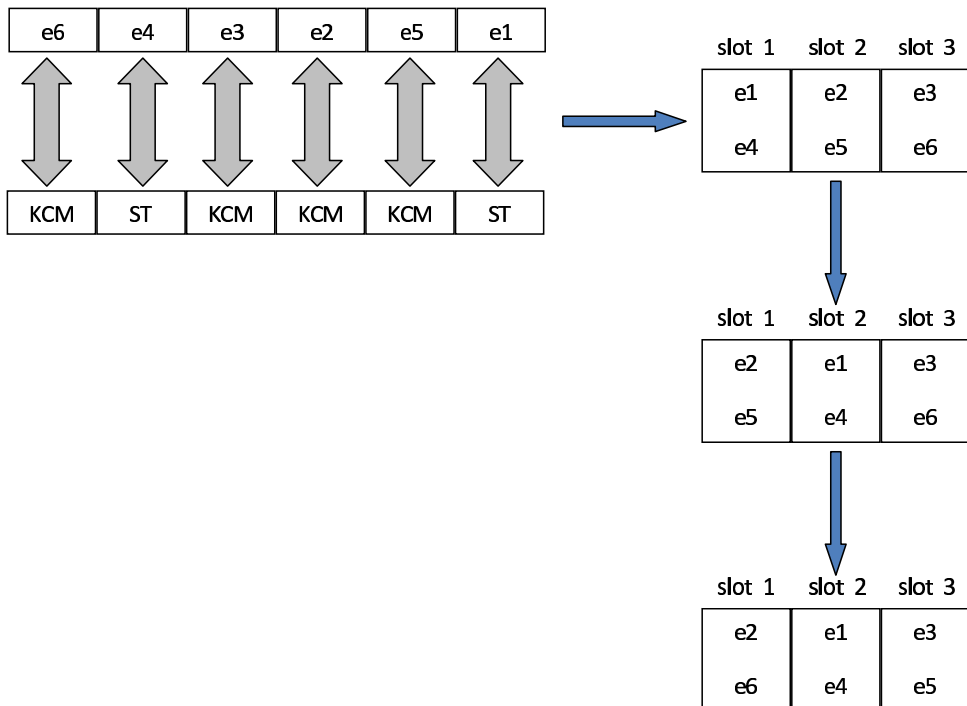 e6 e4 e3 e2 e5 e1
KCM ST KCM KCM KCM ST
slot 1 slot 2 slot 3
e1 e2 e3
e4 e5 e6
slot 1 slot 2 slot 3
e2 e1 e3
e5 e4 e6
slot 1 slot 2 slot 3
e2 e1 e3
e6 e4 e5